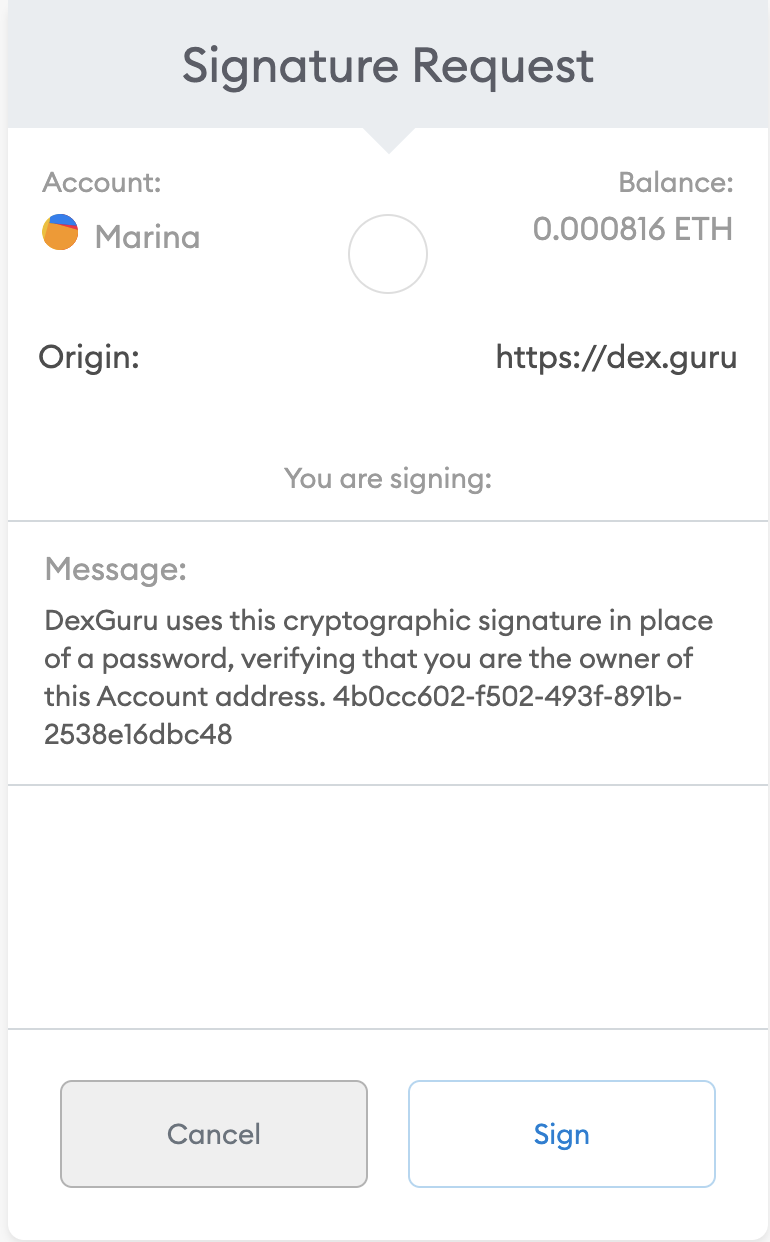 Signature Request
Account:
Balance:
Marina
0.000816 ETH
Origin:
https://dex.guru
You are signing:
Message:
DexGuru uses this cryptographic signature in place
of a password, verifying that you are the owner of
this Account address. 4b0cc602-f502-493f-891b-
2538e16dbc48
Cancel
Sign